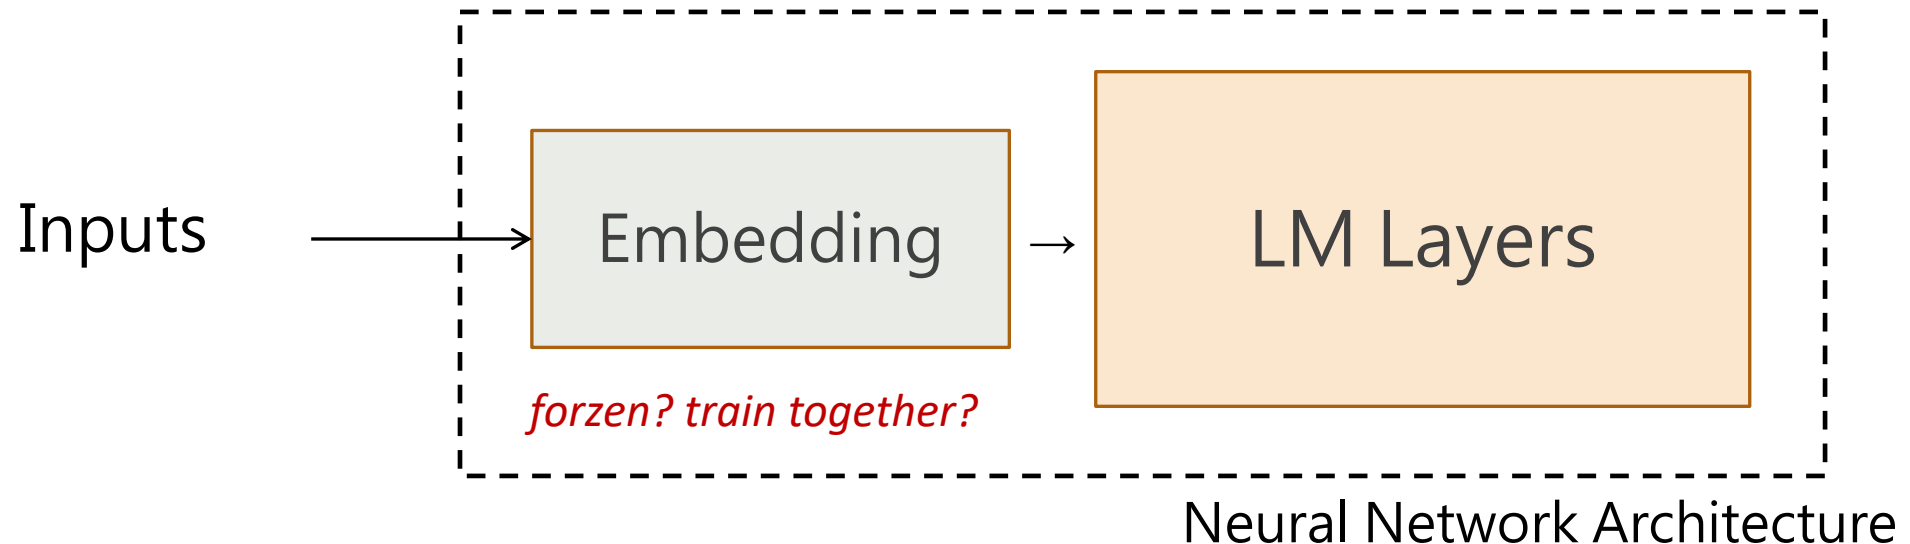 Inputs
Embedding
→
LM Layers
forzen? train together?
Neural Network Architecture